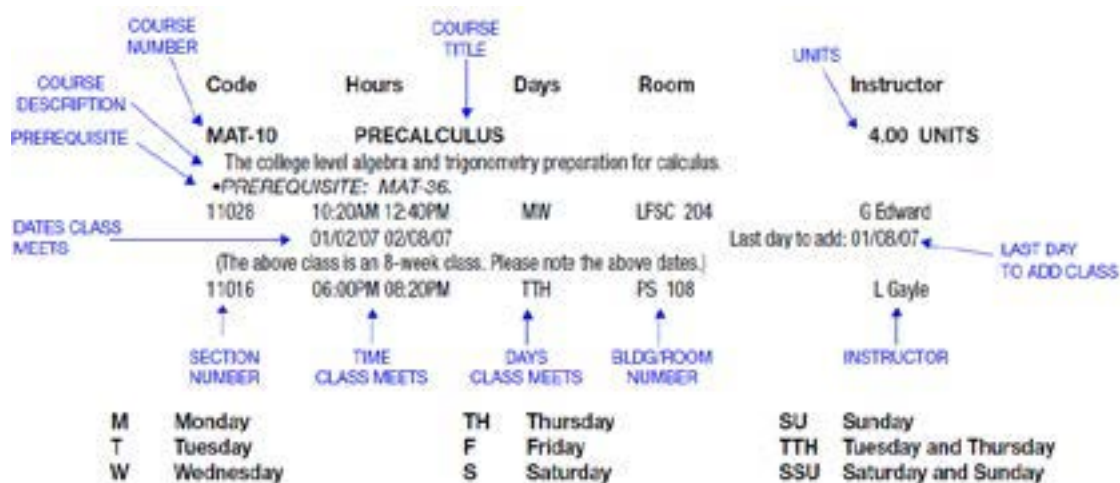 COURSE NUMBER
COURSE TITLE
UNITS
COURSE DESCRIPTION
PREREQUISITE
Code Hours Days Room Instructor
MAT-10 PRECALCULUS 4.00 UNITS
The college level algebra and trigonometry preparation for calculus.
•PREREQUISITE: MAT-36.
11028 10:20AM 12:40PM MW LFSC 204 G Edward
DATES CLASS MEETS
01/02/07 02/08/07 Last day to add: 01/08/07
LAST DAY TO ADD CLASS
(The above class is an 8-week class. Please note the above dates.)
11016 06:00PM 08:20PM TTH PS 108 L Gayle
SECTION NUMBER
TIME CLASS MEETS
DAYS CLASS MEETS
BLDG/ROOM NUMBER
INSTRUCTOR
M Monday TH Thursday SU Sunday
T Tuesday F Friday TTH Tuesday and Thursday
W Wednesday S Saturday SSU Saturday and Sunday